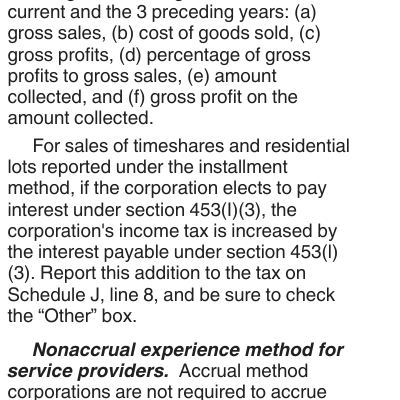 current and the 3 preceding years: (a)
gross sales, (b) cost of goods sold, (c)
gross profits, (d) percentage of gross
profits to gross sales, (e) amount
collected, and (f) gross profit on the
amount collected.
For sales of timeshares and residential
lots reported under the installment
method, if the corporation elects to pay
interest under section 453(l)(3), the
corporation's income tax is increased by
the interest payable under section 453(l)
(3). Report this addition to the tax on
Schedule J, line 8, and be sure to check
the “Other” box.
Nonaccrual experience method for
service providers. Accrual method
corporations are not required to accrue